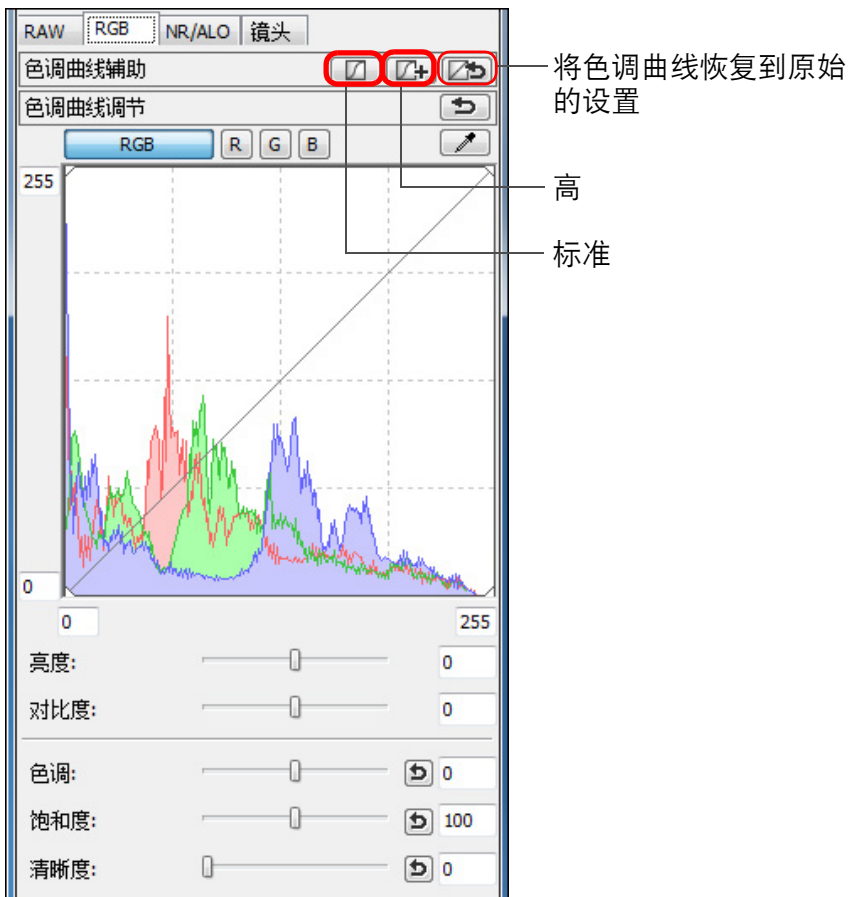 RAW RGB NR/ALO 镜头
色调曲线辅助
将色调曲线恢复到原始
的设置
色调曲线调节
RGB R G B
255
高
标准
0
0 255
亮度: 0
对比度: 0
色调: 0
饱和度: 100
清晰度: 0